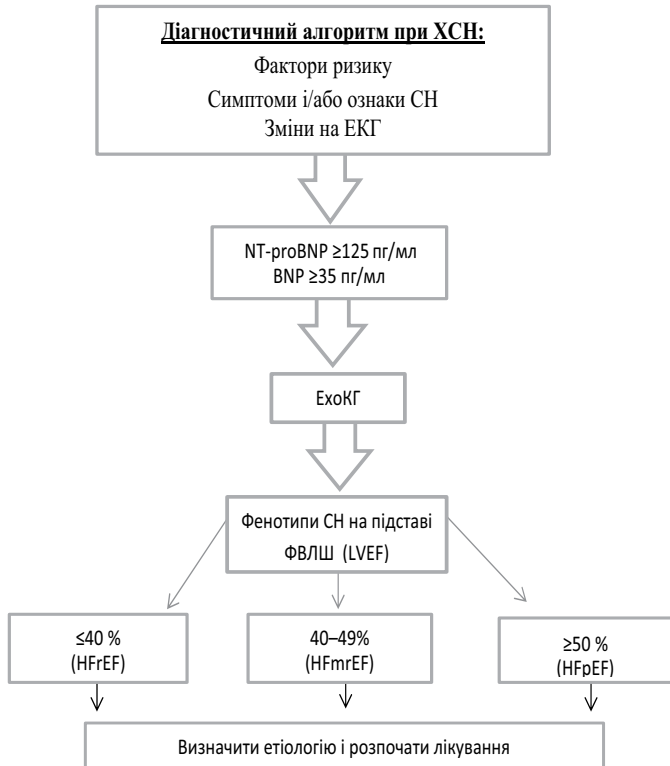 Діагностичний алгоритм при ХСН:
Фактори ризику
Симптоми і/або ознаки СН
Зміни на ЕКГ
NT-proBNP ≥125 пг/мл
BNP ≥35 пг/мл
ЕхоКГ
Фенотипи СН на підставі
ФВЛШ (LVEF)
≤40 %
(HFrEF)
40–49%
(HFmrEF)
≥50 %
(HFpEF)
Визначити етіологію і розпочати лікування